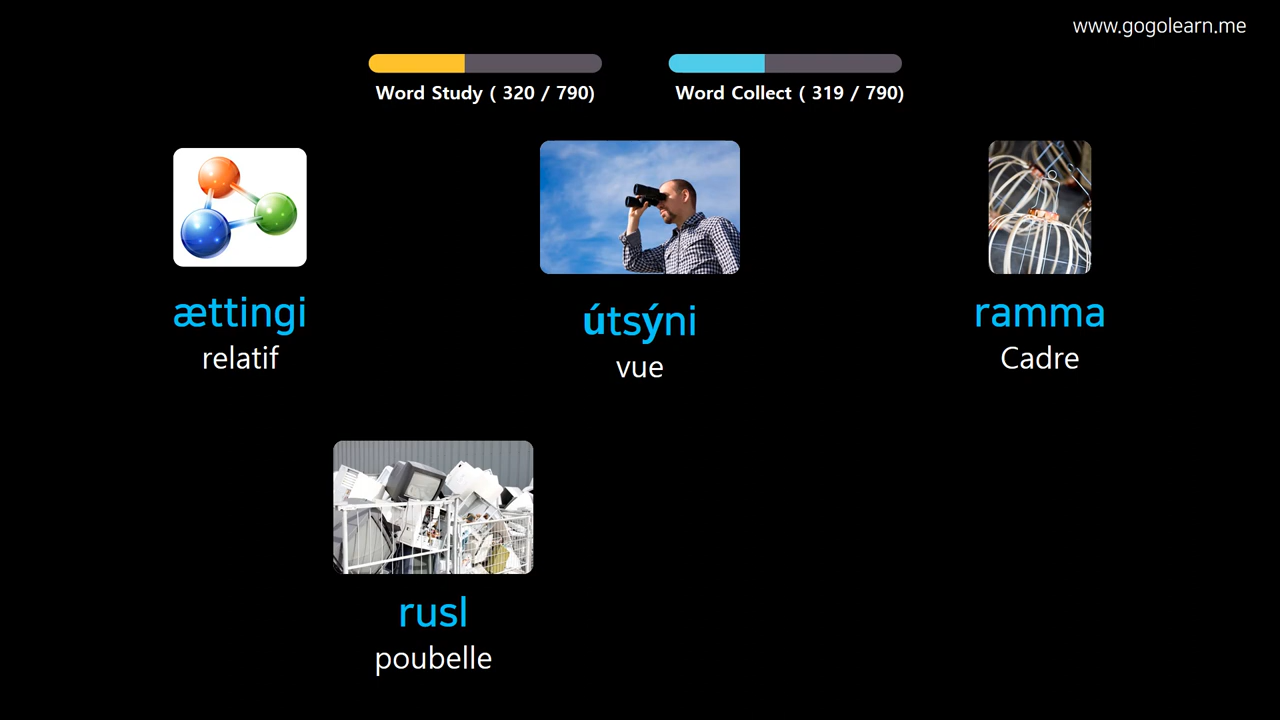 www.gogolearn.me
Word Study ( 320 / 790)
Word Collect ( 319 / 790)
ættingi
relatif
útsýni
vue
ramma
Cadre
rusl
poubelle